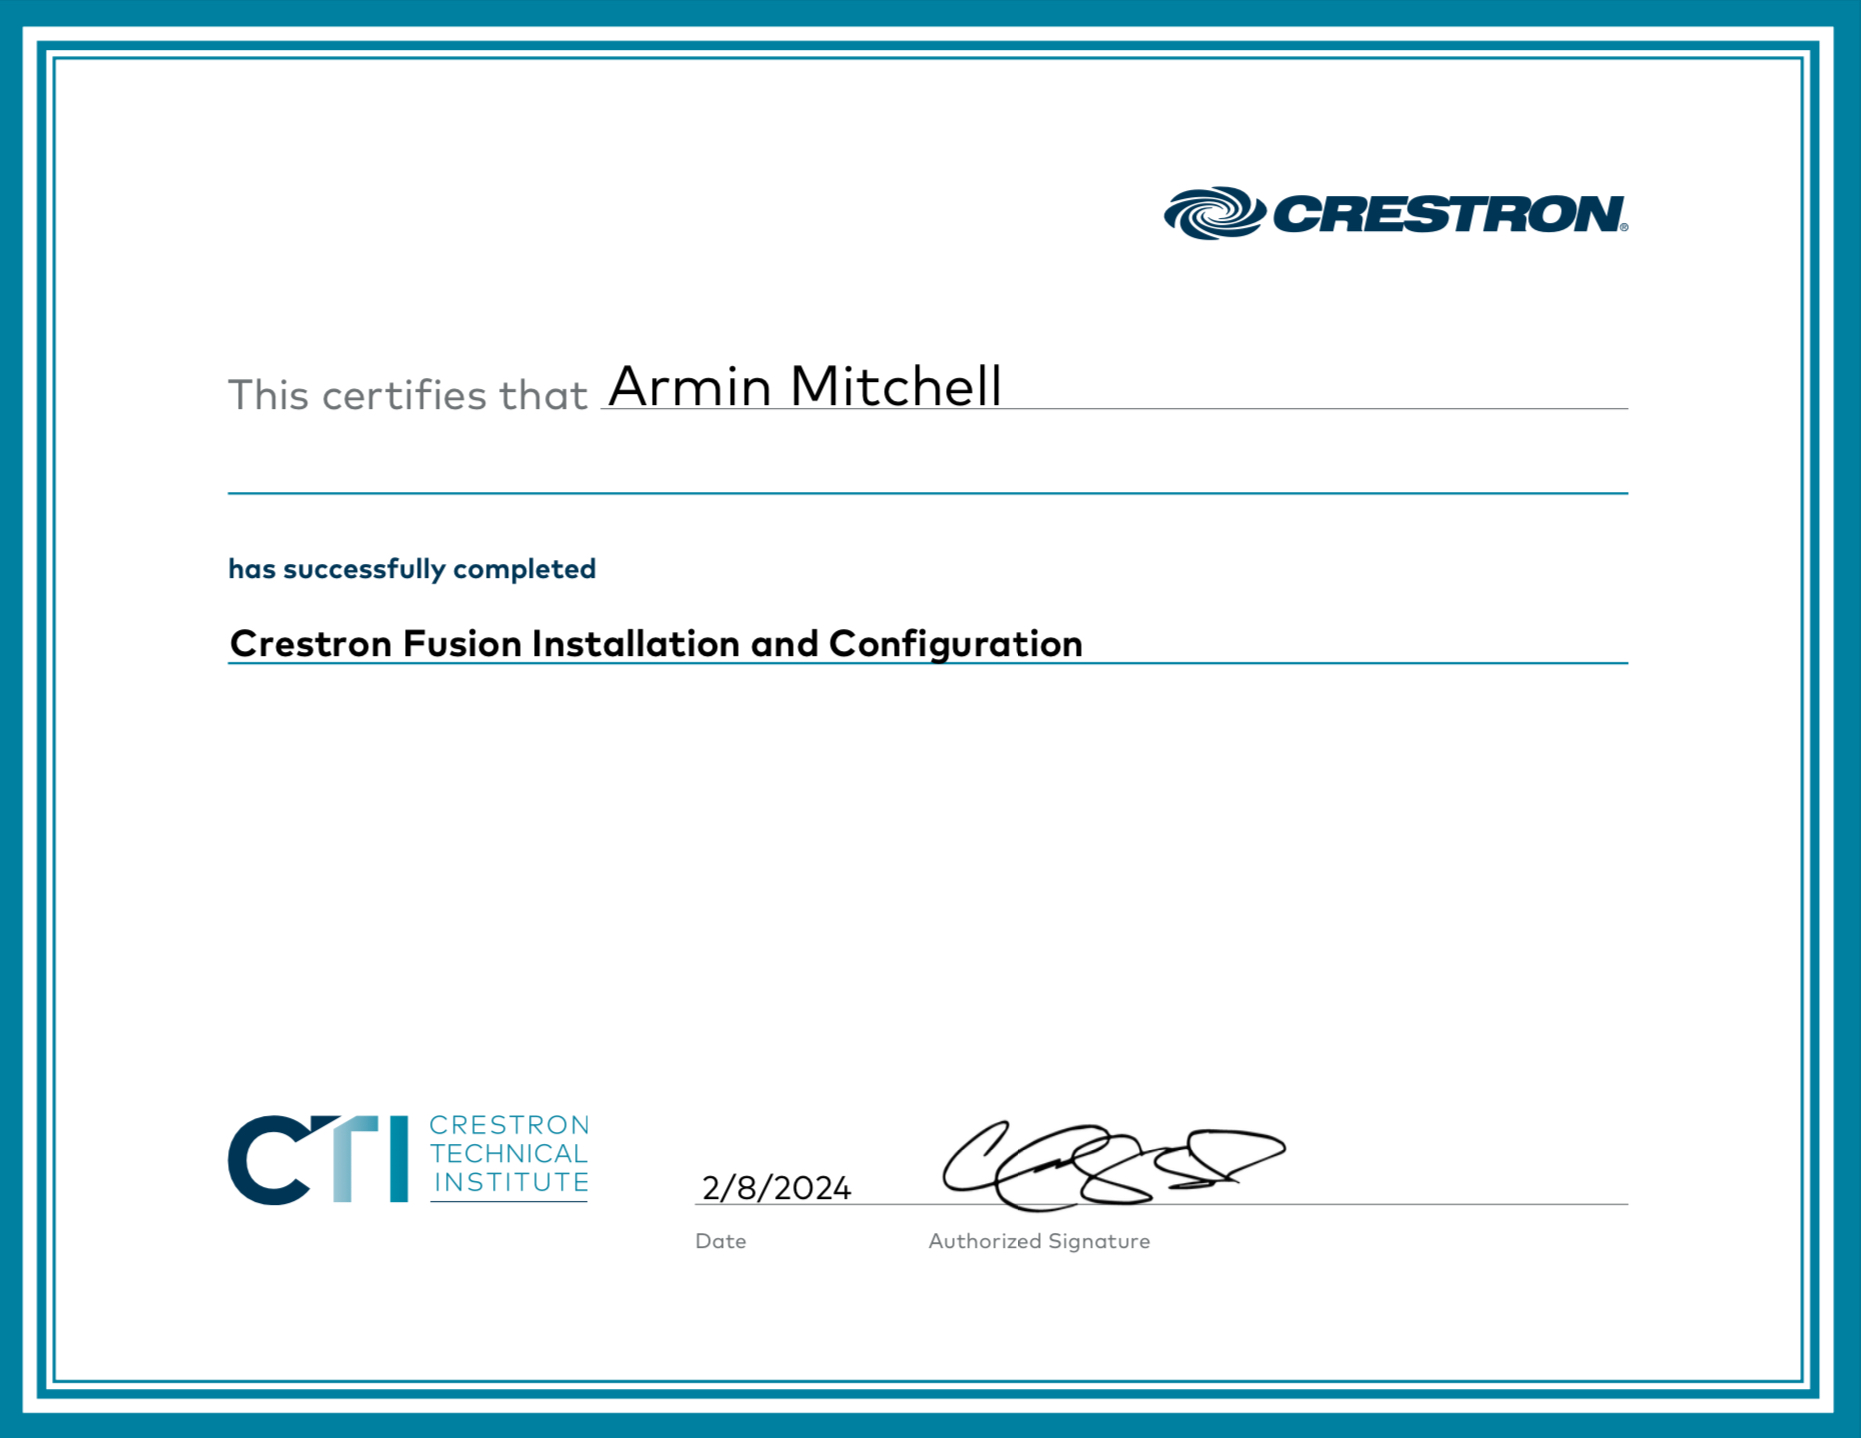 CRESTRON®
This certifies that Armin Mitchell
has successfully completed
Crestron Fusion Installation and Configuration
CTI
CRESTRON
TECHNICAL
INSTITUTE
2/8/2024
Date
Authorized Signature